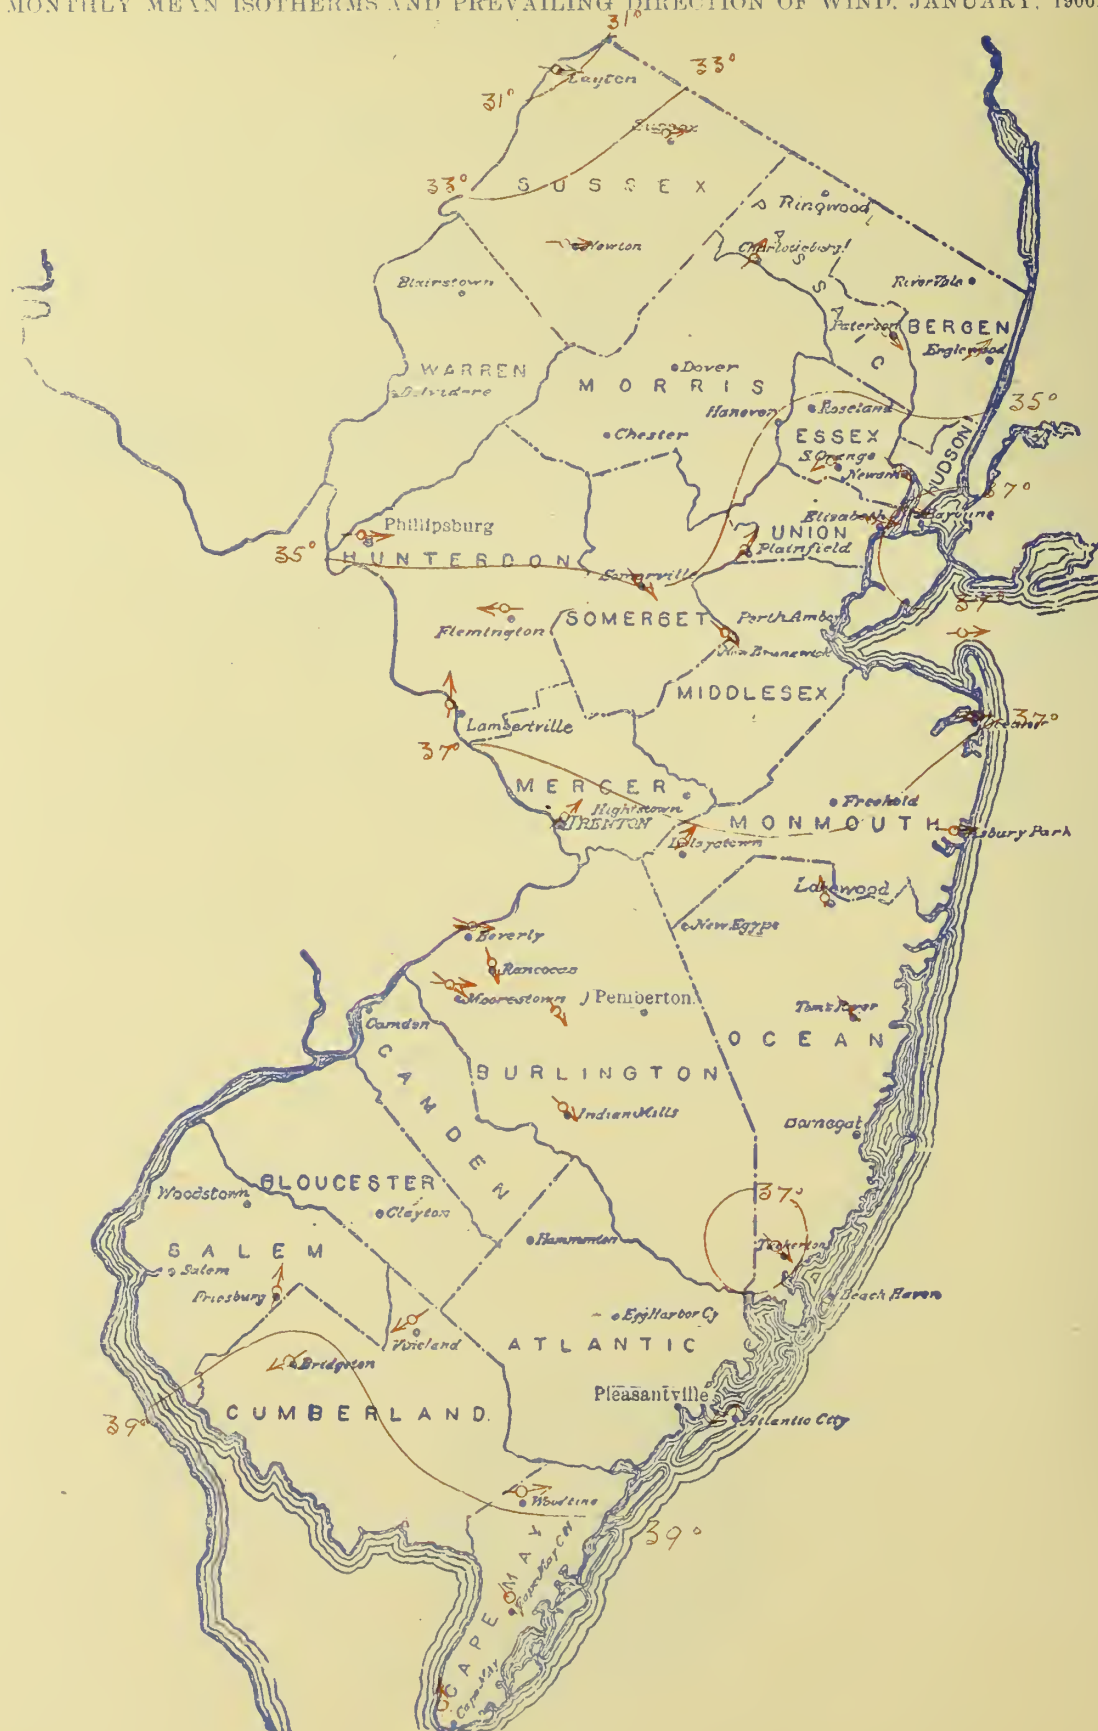 MONTHLY MEAN ISOTHERMS AND PREVAILING DIRECTION OF WIND, JANUARY, 1906.
31°
Layton
33°
31°
Sussex
33°
SUSSEX
Ringwood
P A S S A I C
Newton
Charlotteburg
Blairstown
RiverVale
Paterson
BERGEN
Englewood
WARREN
Dover
Belvidere
MORRIS
35°
Hanover
Roseland
Chester
ESSEX
HUDSON
S.Orange
Newark
37°
Elizabeth
Bayonne
Phillipsburg
UNION
35°
HUNTERDON
Plainfield
Somerville
37°
Flemington
SOMERSET
Perth Amboy
New Brunswick
MIDDLESEX
Lambertville
Oceanic
37°
37°
MERCER
Freehold
Hightstown
TRENTON
MONMOUTH
Asbury Park
Imlaystown
Lakewood
New Egypt
Beverly
Rancocas
Moorestown
Pemberton
Toms River
Camden
OCEAN
CAMDEN
BURLINGTON
Indian Mills
Barnegat
GLOUCESTER
Woodstown
37°
Clayton
Hammonton
Tuckerton
SALEM
Salem
Friesburg
Beach Haven
Egg Harbor Cy
Vineland
ATLANTIC
Bridgeton
Pleasantville
39°
CUMBERLAND.
Atlantic City
Woodbine
39°
CAPE MAY
Cape May C.H.
Cape May